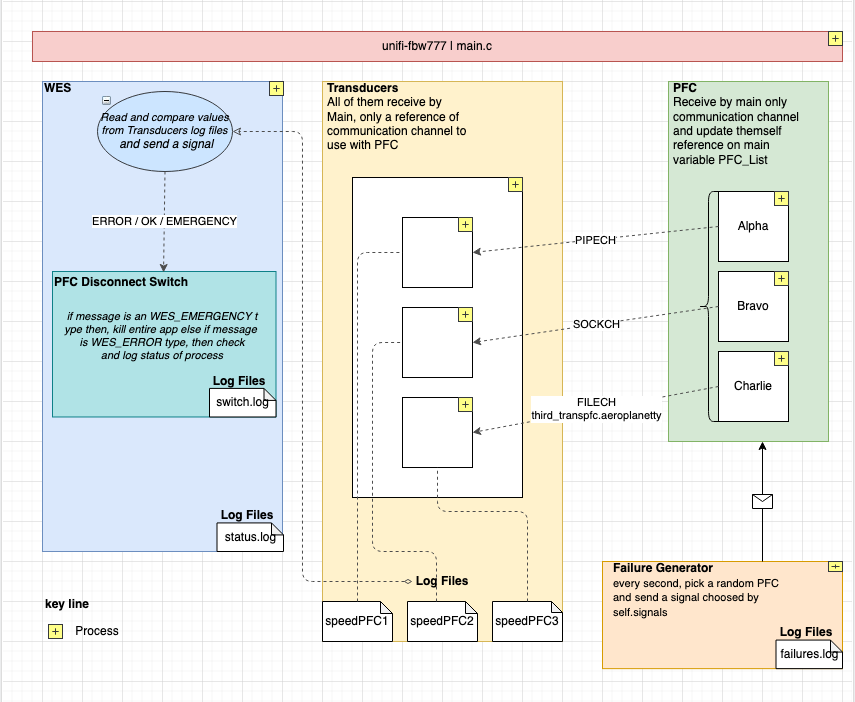 unifi-fbw777 | main.c
WES
Read and compare values
from Transducers log files
and send a signal
ERROR / OK / EMERGENCY
PFC Disconnect Switch
if message is an WES_EMERGENCY t
ype then, kill entire app else if message
is WES_ERROR type, then check
and log status of process
Log Files
switch.log
Log Files
status.log
key line
Process
Transducers
All of them receive by
Main, only a reference of
communication channel to
use with PFC
PIPECH
SOCKCH
FILECH
third_transpfc.aeroplanetty
Log Files
speedPFC1
speedPFC2
speedPFC3
PFC
Receive by main only
communication channel
and update themself
reference on main
variable PFC_List
Alpha
Bravo
Charlie
Failure Generator
every second, pick a random PFC
and send a signal choosed by
self.signals
Log Files
failures.log